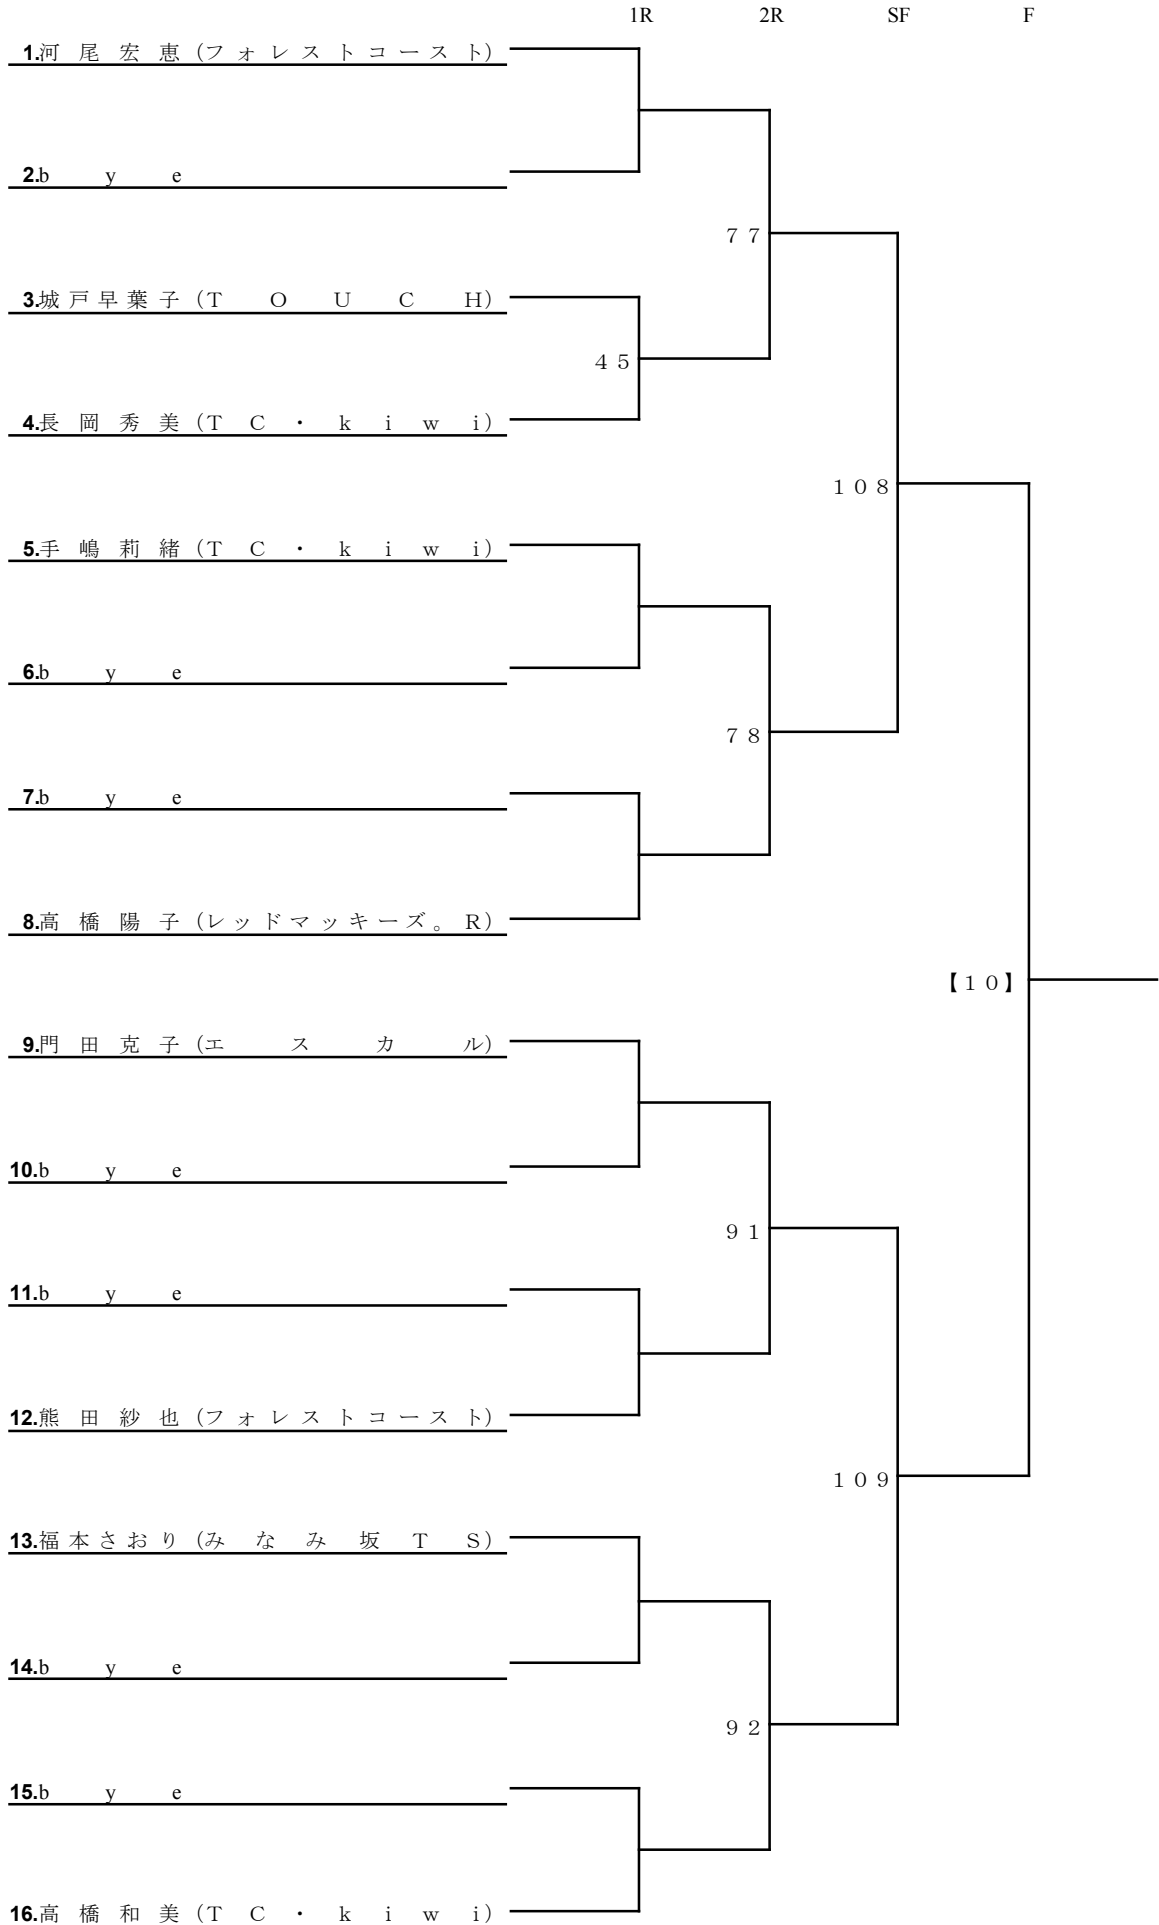 1R 2R SF F
1.河尾宏恵(フォレストコースト)
2.bye
77
3.城戸早葉子(TOUCH)
45
4.長岡秀美(TC・kiwi)
108
5.手嶋莉緒(TC・kiwi)
6.bye
78
7.bye
8.高橋陽子(レッドマッキーズ。R)
【10】
9.門田克子(エスカル)
10.bye
91
11.bye
12.熊田紗也(フォレストコースト)
109
13.福本さおり(みなみ坂TS)
14.bye
92
15.bye
16.高橋和美(TC・kiwi)